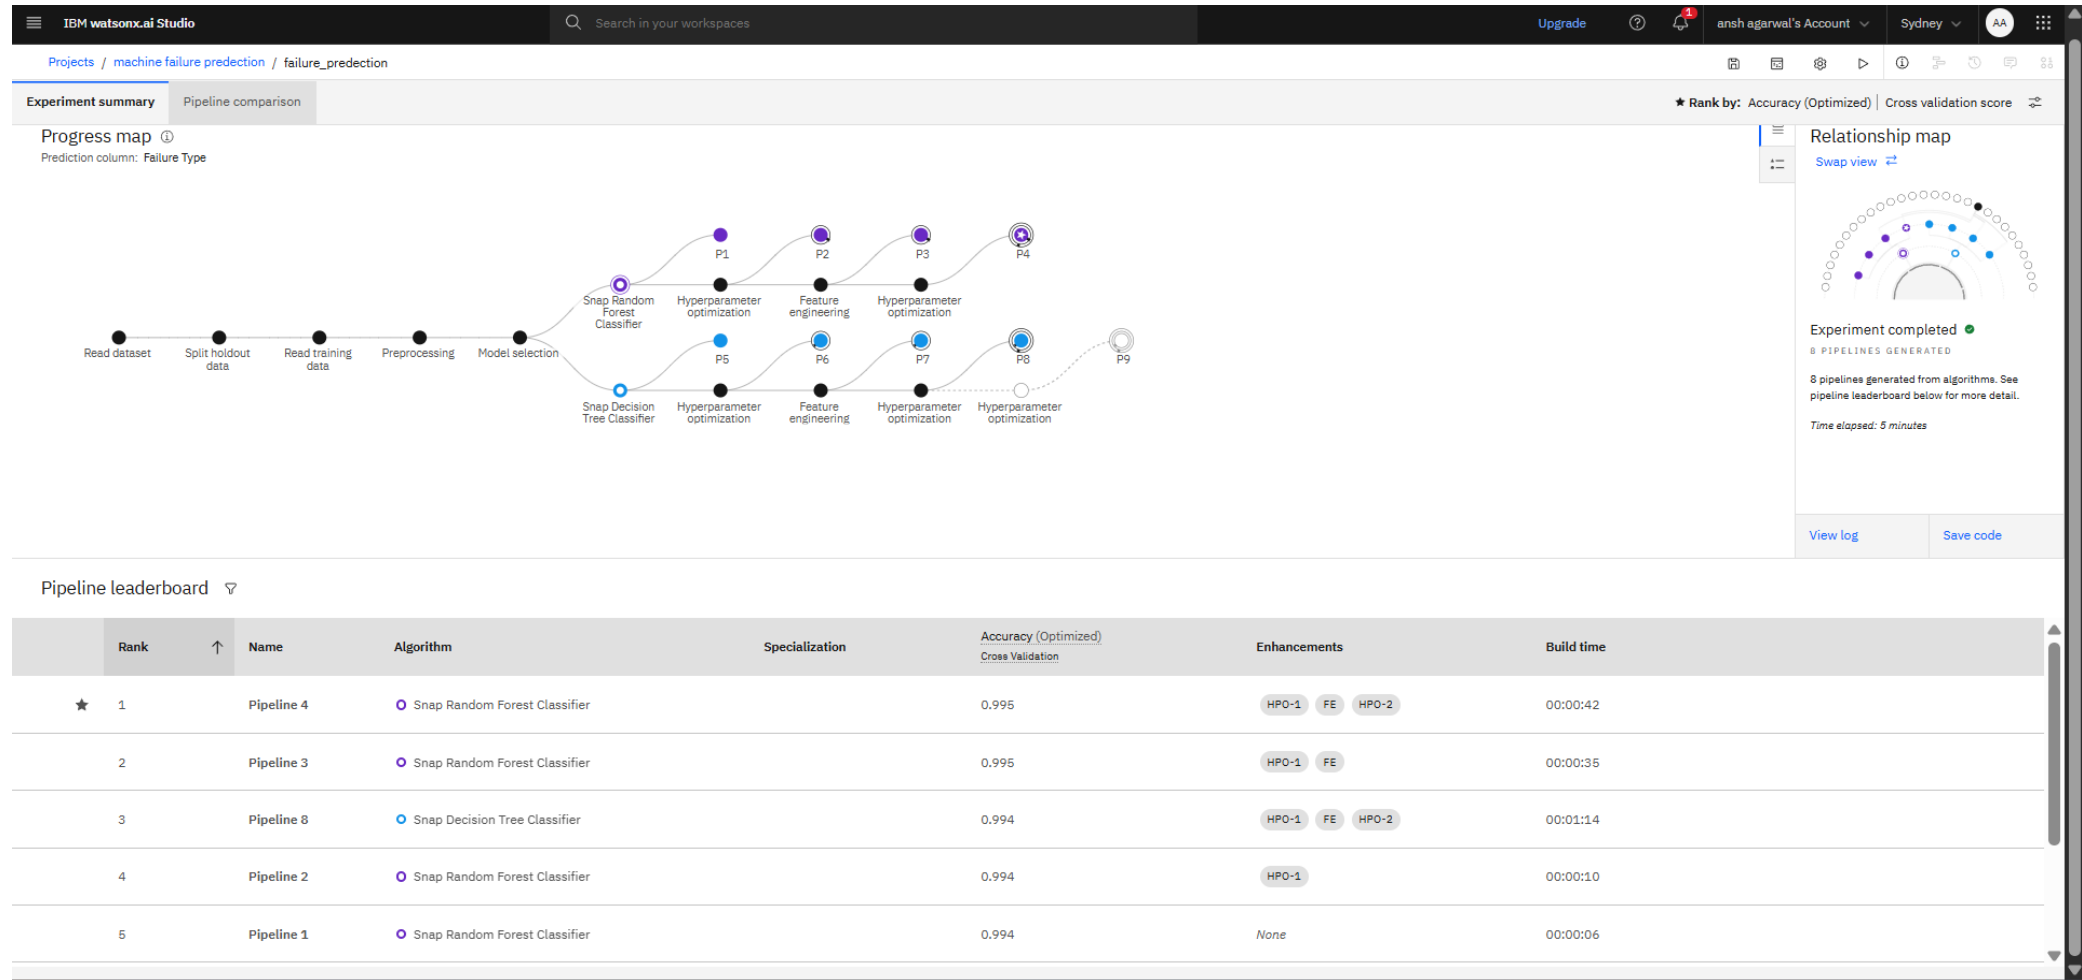 IBM watsonx.ai Studio
Search in your workspaces
Upgrade
1
ansh agarwal's Account
Sydney
AA
Projects / machine failure predection / failure_predection
Experiment summary
Pipeline comparison
Rank by: Accuracy (Optimized) | Cross validation score
Progress map
Prediction column: Failure Type
Relationship map
Swap view
P1
P2
P3
P4
Snap Random
Forest
Classifier
Hyperparameter
optimization
Feature
engineering
Hyperparameter
optimization
Read dataset
Split holdout
data
Read training
data
Preprocessing
Model selection
P5
P6
P7
P8
P9
Snap Decision
Tree Classifier
Hyperparameter
optimization
Feature
engineering
Hyperparameter
optimization
Hyperparameter
optimization
Experiment completed
8 PIPELINES GENERATED
8 pipelines generated from algorithms. See
pipeline leaderboard below for more detail.
Time elapsed: 5 minutes
View log
Save code
Pipeline leaderboard
Rank Name Algorithm Specialization Accuracy (Optimized) Enhancements Build time
Cross Validation
1 Pipeline 4 Snap Random Forest Classifier 0.995 HPO-1 FE HPO-2 00:00:42
2 Pipeline 3 Snap Random Forest Classifier 0.995 HPO-1 FE 00:00:35
3 Pipeline 8 Snap Decision Tree Classifier 0.994 HPO-1 FE HPO-2 00:01:14
4 Pipeline 2 Snap Random Forest Classifier 0.994 HPO-1 00:00:10
5 Pipeline 1 Snap Random Forest Classifier 0.994 None 00:00:06